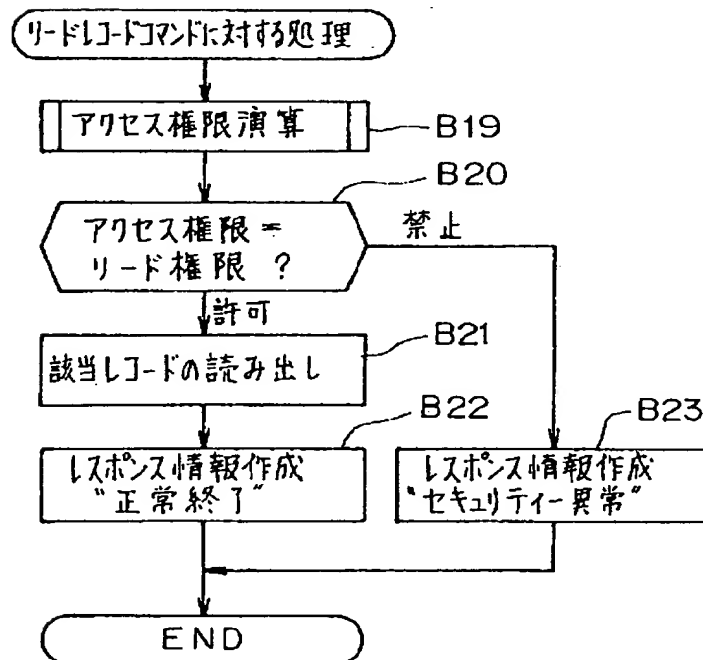 リードレコードコマンドに対する処理
アクセス権限演算
B19
B20
アクセス権限=
リード権限 ?
禁止
許可
該当レコードの読み出し
B21
B22
レスポンス情報作成
"正常終了"
B23
レスポンス情報作成
"セキュリティー異常"
END